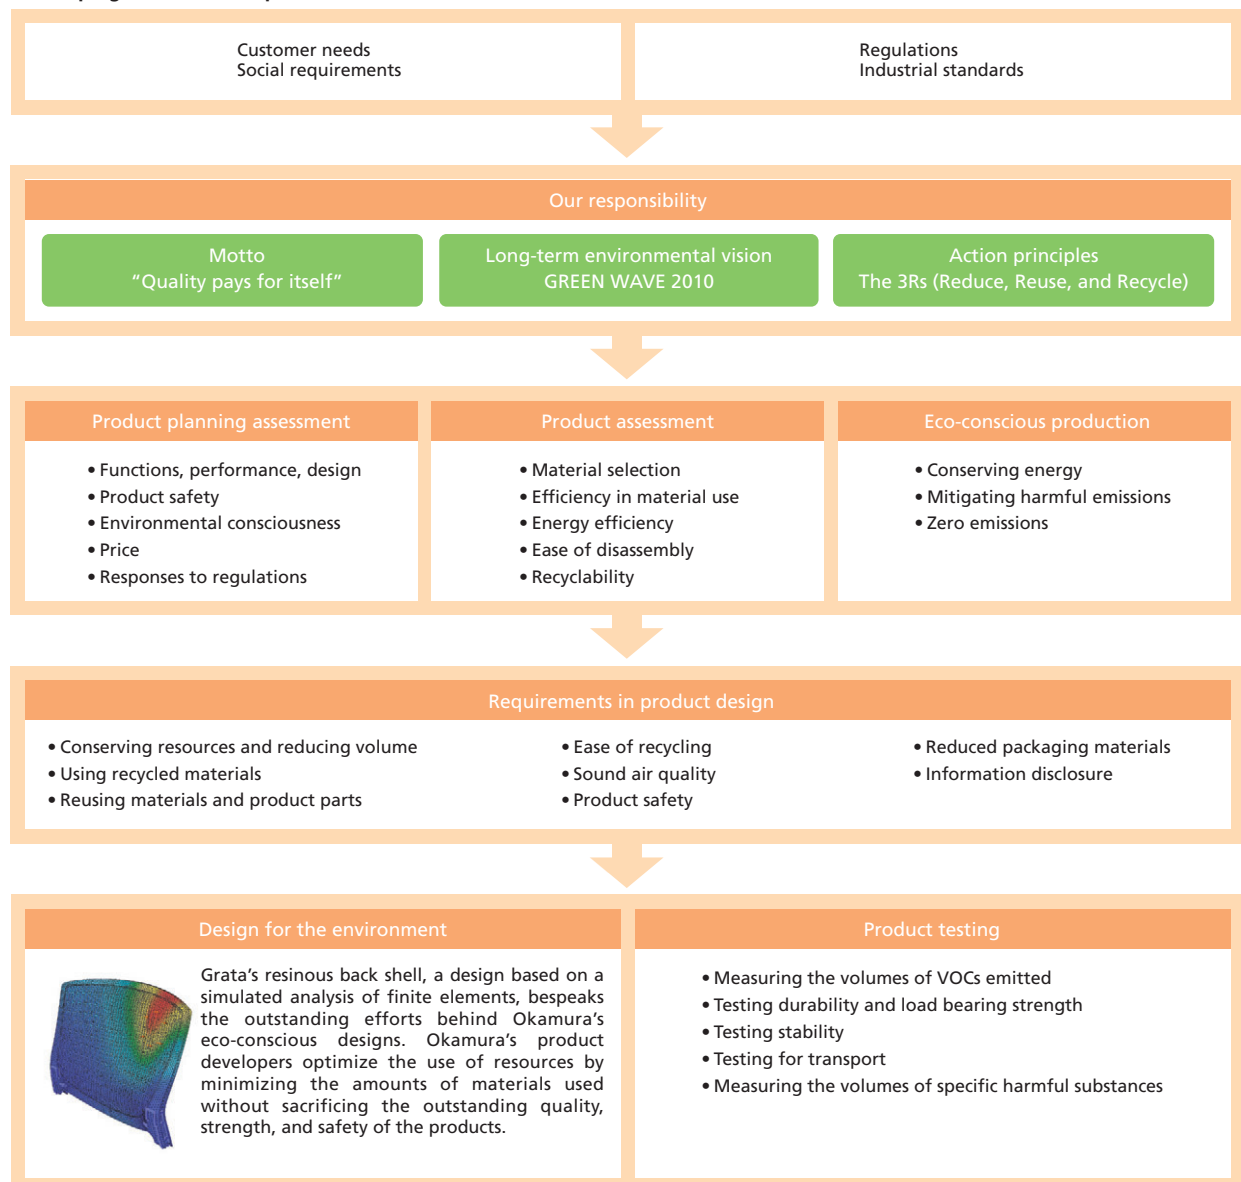 Customer needs
Social requirements
Regulations
Industrial standards
Our responsibility
Motto
“Quality pays for itself”
Long-term environmental vision
GREEN WAVE 2010
Action principles
The 3Rs (Reduce, Reuse, and Recycle)
Product planning assessment
• Functions, performance, design
• Product safety
• Environmental consciousness
• Price
• Responses to regulations
Product assessment
• Material selection
• Efficiency in material use
• Energy efficiency
• Ease of disassembly
• Recyclability
Eco-conscious production
• Conserving energy
• Mitigating harmful emissions
• Zero emissions
Requirements in product design
• Conserving resources and reducing volume
• Using recycled materials
• Reusing materials and product parts
• Ease of recycling
• Sound air quality
• Product safety
• Reduced packaging materials
• Information disclosure
Design for the environment
Grata’s resinous back shell, a design based on a
simulated analysis of finite elements, bespeaks
the outstanding efforts behind Okamura’s
eco-conscious designs. Okamura’s product
developers optimize the use of resources by
minimizing the amounts of materials used
without sacrificing the outstanding quality,
strength, and safety of the products.
Product testing
• Measuring the volumes of VOCs emitted
• Testing durability and load bearing strength
• Testing stability
• Testing for transport
• Measuring the volumes of specific harmful substances